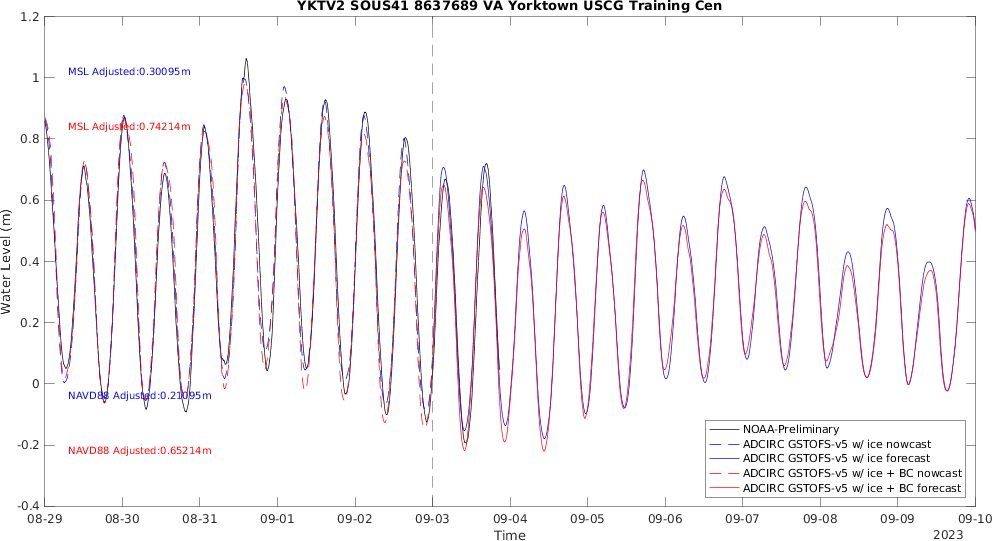 YKTV2 SOUS41 8637689 VA Yorktown USCG Training Cen
1.2
1
0.8
0.6
0.4
0.2
0
-0.2
-0.4
Water Level (m)
MSL Adjusted:0.30095m
MSL Adjusted:0.74214m
NAVD88 Adjusted:0.21095m
NAVD88 Adjusted:0.65214m
NOAA-Preliminary
ADCIRC GSTOFS-v5 w/ ice nowcast
ADCIRC GSTOFS-v5 w/ ice forecast
ADCIRC GSTOFS-v5 w/ ice + BC nowcast
ADCIRC GSTOFS-v5 w/ ice + BC forecast
08-29 08-30 08-31 09-01 09-02 09-03 09-04 09-05 09-06 09-07 09-08 09-09 09-10
Time
2023